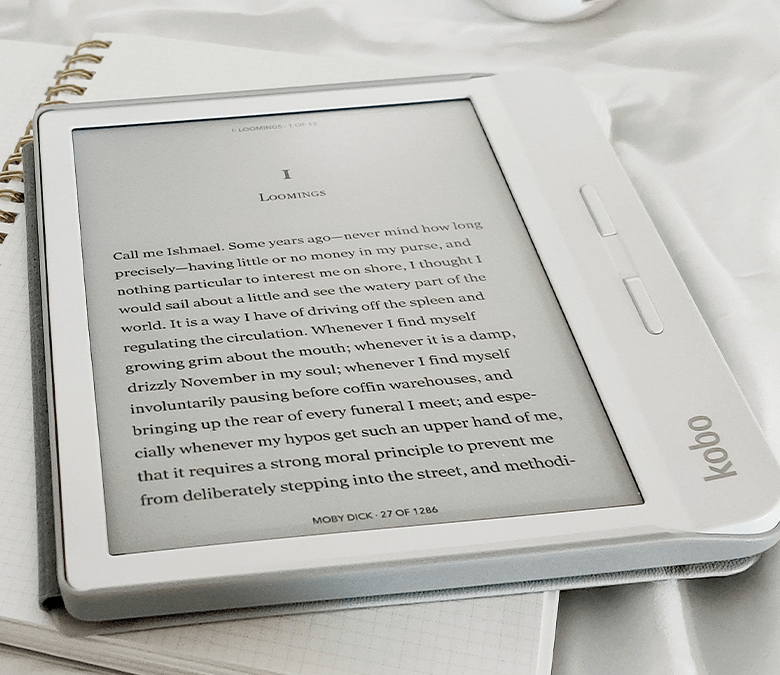 1: LOOMINGS · 1 OF 13
I
LOOMINGS
Call me Ishmael. Some years ago—never mind how long
precisely—having little or no money in my purse, and
nothing particular to interest me on shore, I thought I
would sail about a little and see the watery part of the
world. It is a way I have of driving off the spleen and
regulating the circulation. Whenever I find myself
growing grim about the mouth; whenever it is a damp,
drizzly November in my soul; whenever I find myself
involuntarily pausing before coffin warehouses, and
bringing up the rear of every funeral I meet; and espe-
cially whenever my hypos get such an upper hand of me,
that it requires a strong moral principle to prevent me
from deliberately stepping into the street, and methodi-
MOBY DICK · 27 OF 1286
kobo